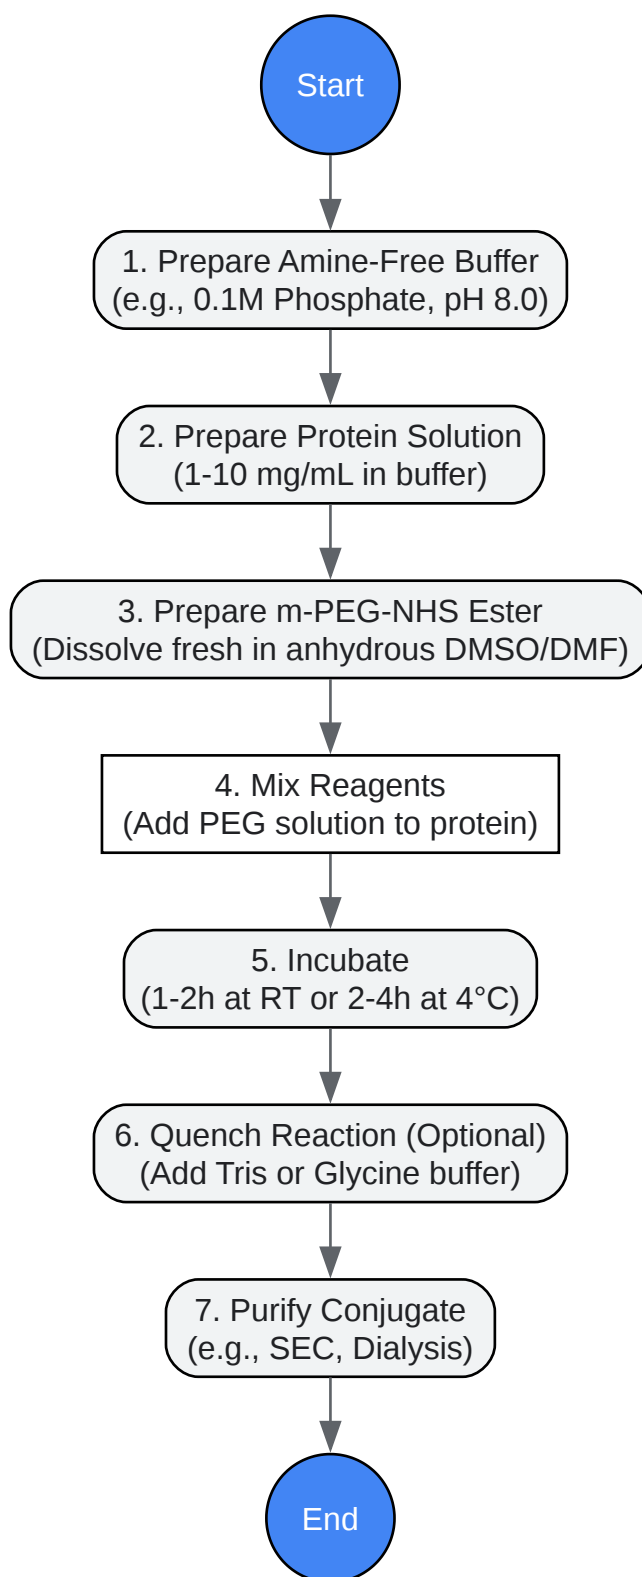 Start
1. Prepare Amine-Free Buffer
(e.g., 0.1M Phosphate, pH 8.0)
2. Prepare Protein Solution
(1-10 mg/mL in buffer)
3. Prepare m-PEG-NHS Ester
(Dissolve fresh in anhydrous DMSO/DMF)
4. Mix Reagents
(Add PEG solution to protein)
5. Incubate
(1-2h at RT or 2-4h at 4°C)
6. Quench Reaction (Optional)
(Add Tris or Glycine buffer)
7. Purify Conjugate
(e.g., SEC, Dialysis)
End